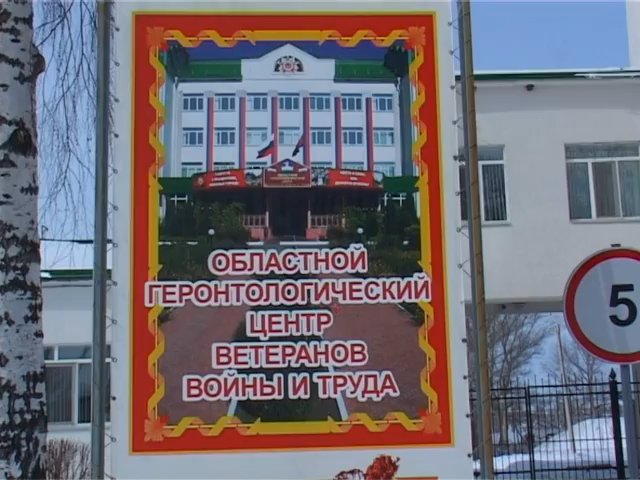 ОБЛАСТНОЙ
ГЕРОНТОЛОГИЧЕСКИЙ
ЦЕНТР
ВЕТЕРАНОВ
ВОЙНЫ И ТРУДА
5